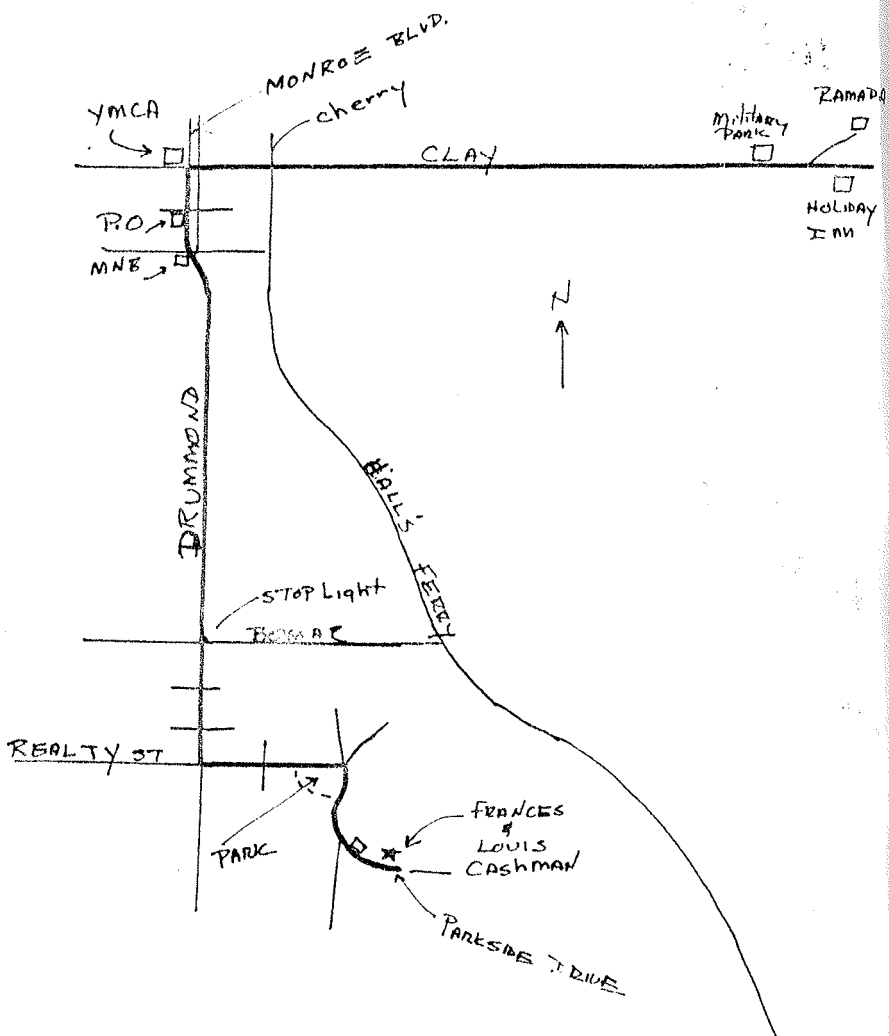 MONROE BLVD.
YMCA
cherry
RAMADA
Military
PARK
CLAY
P.O
HOLIDAY
INN
MNB
N
DRUMMOND
HALL'S
FERRY
STOP Light
REALTY ST
PARK
FRANCES
&
LOUIS
CASHMAN
PARKSIDE DRIVE